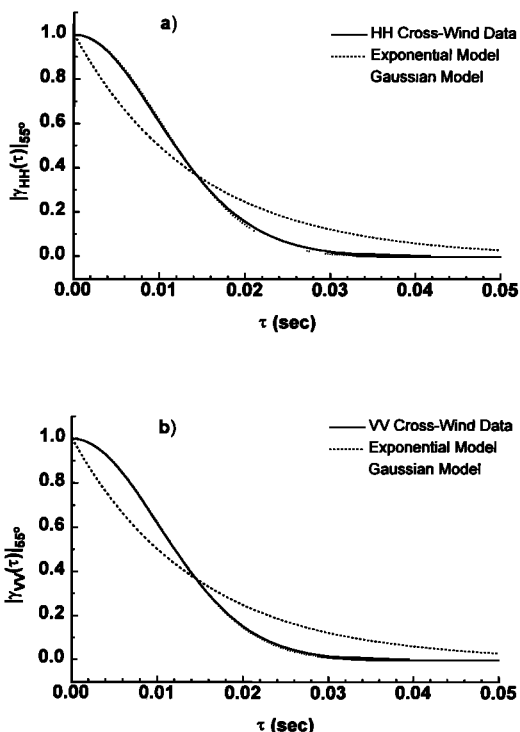 a)
HH Cross-Wind Data
Exponential Model
Gaussian Model
|γHH(τ)|55º
1.0
0.8
0.6
0.4
0.2
0.0
0.00 0.01 0.02 0.03 0.04 0.05
τ (sec)
b)
VV Cross-Wind Data
Exponential Model
Gaussian Model
|γVV(τ)|55º
1.0
0.8
0.6
0.4
0.2
0.0
0.00 0.01 0.02 0.03 0.04 0.05
τ (sec)